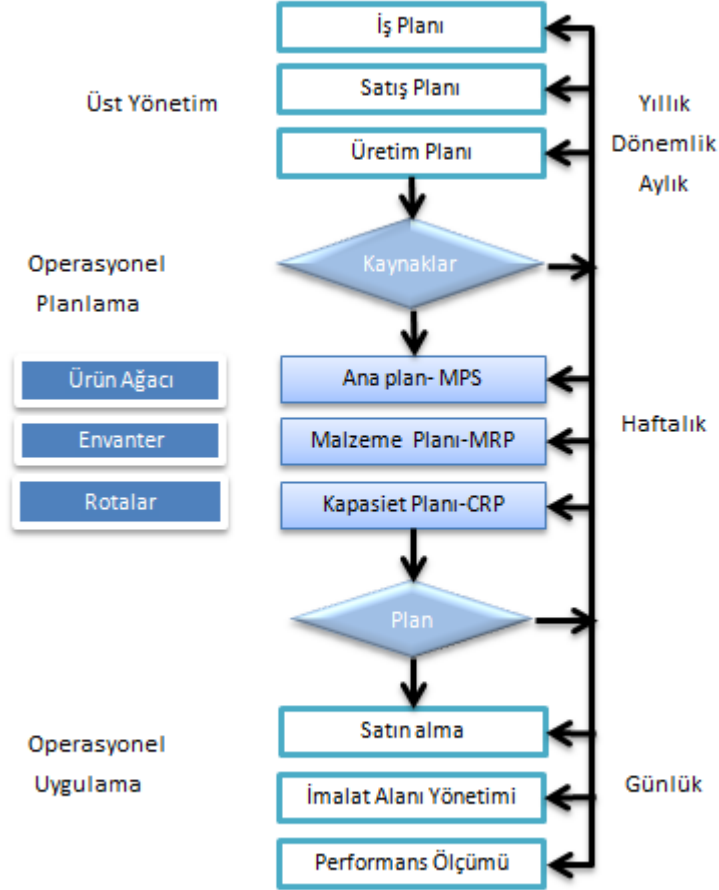 İş Planı
Üst Yönetim
Satış Planı
Yıllık
Üretim Planı
Dönemlik
Aylık
Operasyonel
Planlama
Kaynaklar
Ürün Ağacı
Ana plan- MPS
Envanter
Malzeme Planı-MRP
Haftalık
Rotalar
Kapasiet Planı-CRP
Plan
Operasyonel
Uygulama
Satın alma
İmalat Alanı Yönetimi
Günlük
Performans Ölçümü